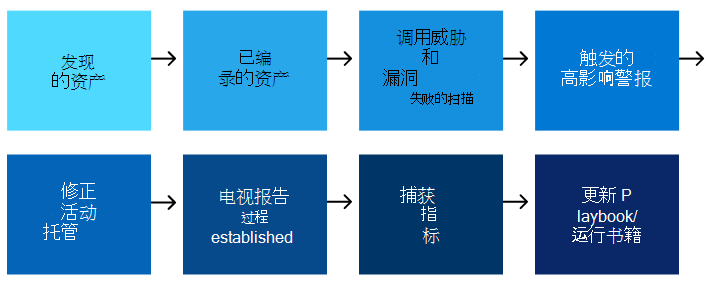 发现
的资产
已编
录的资产
调用威胁
和
漏洞
失败的扫描
触发的
高影响警报
修正
活动
托管
电视报告
过程
established
捕获
指
标
更新 P
laybook/
运行书籍